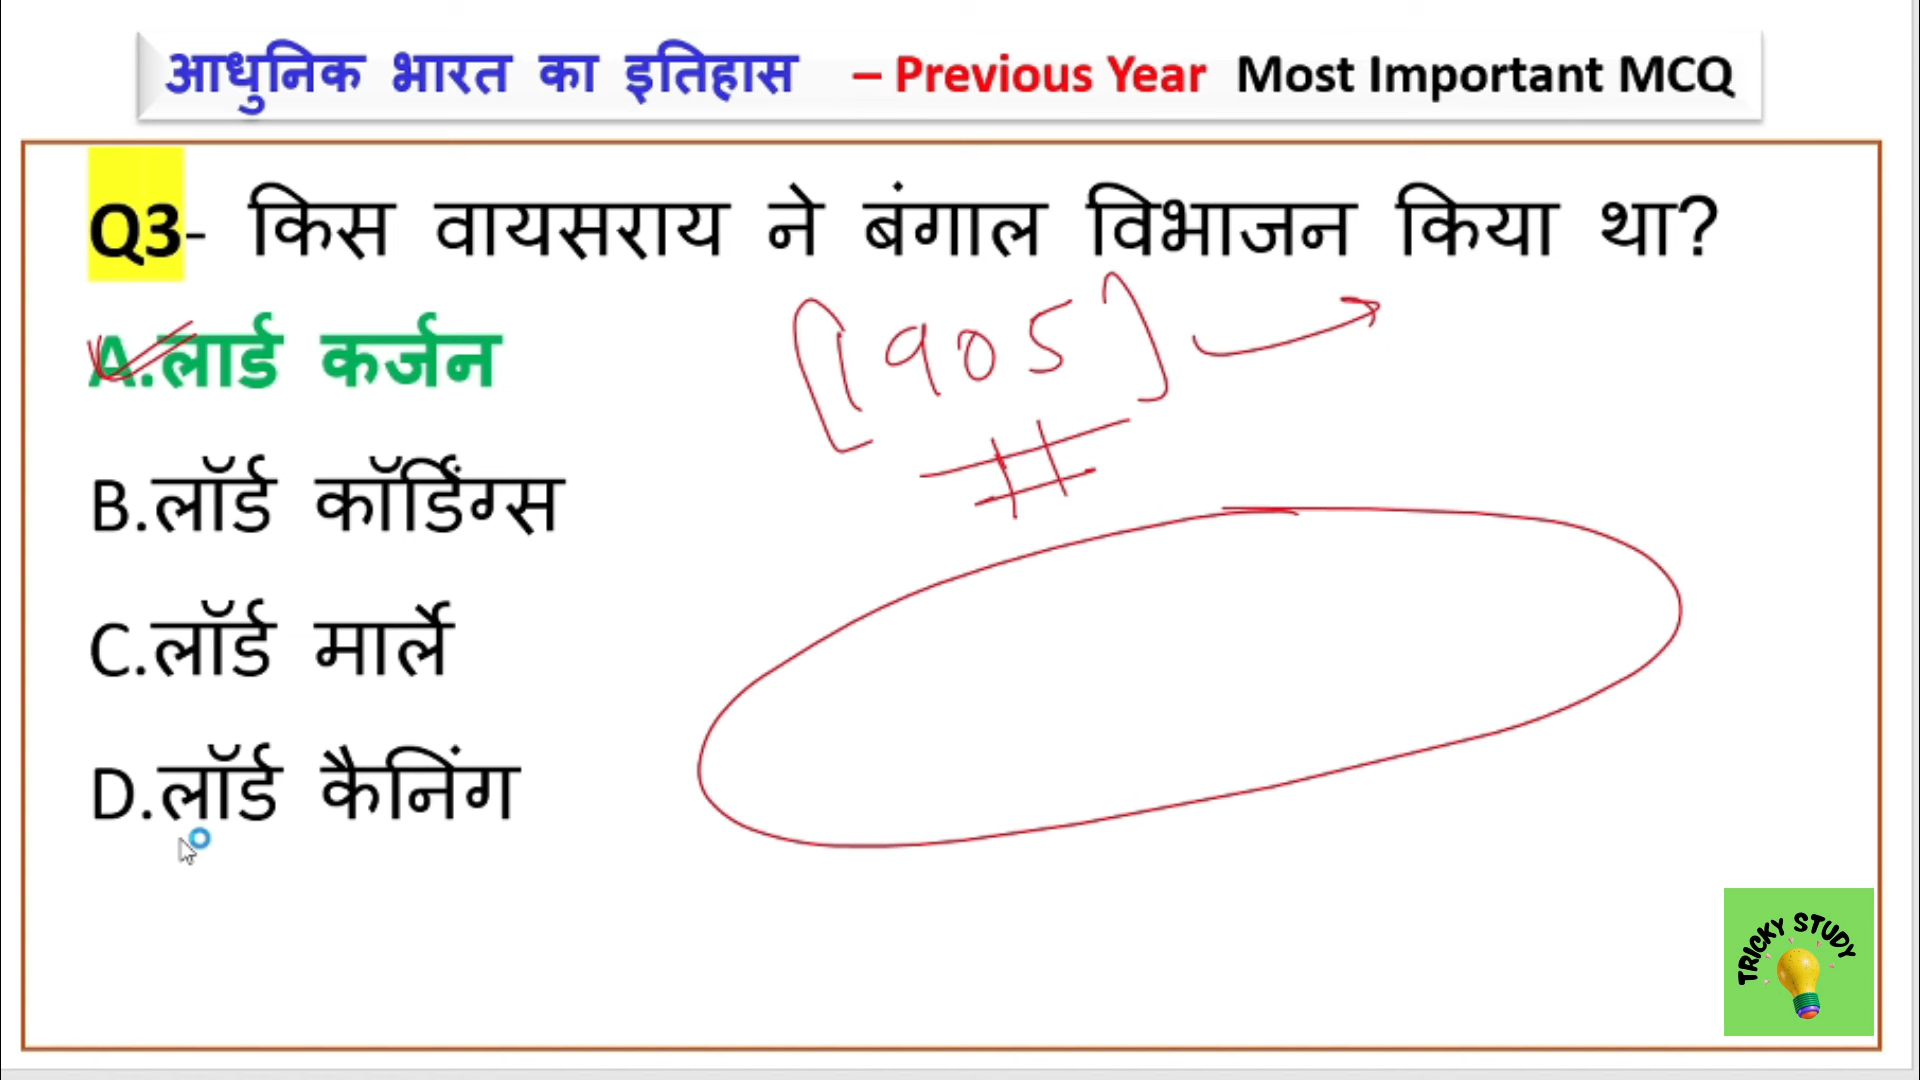 आधुनिक भारत का इतिहास – Previous Year Most Important MCQ
Q3- किस वायसराय ने बंगाल विभाजन किया था?
A.लार्ड कर्जन
[1905]
B.लॉर्ड कॉर्डिंग्स
C.लॉर्ड मार्ले
D.लॉर्ड कैनिंग
TRICKY STUDY